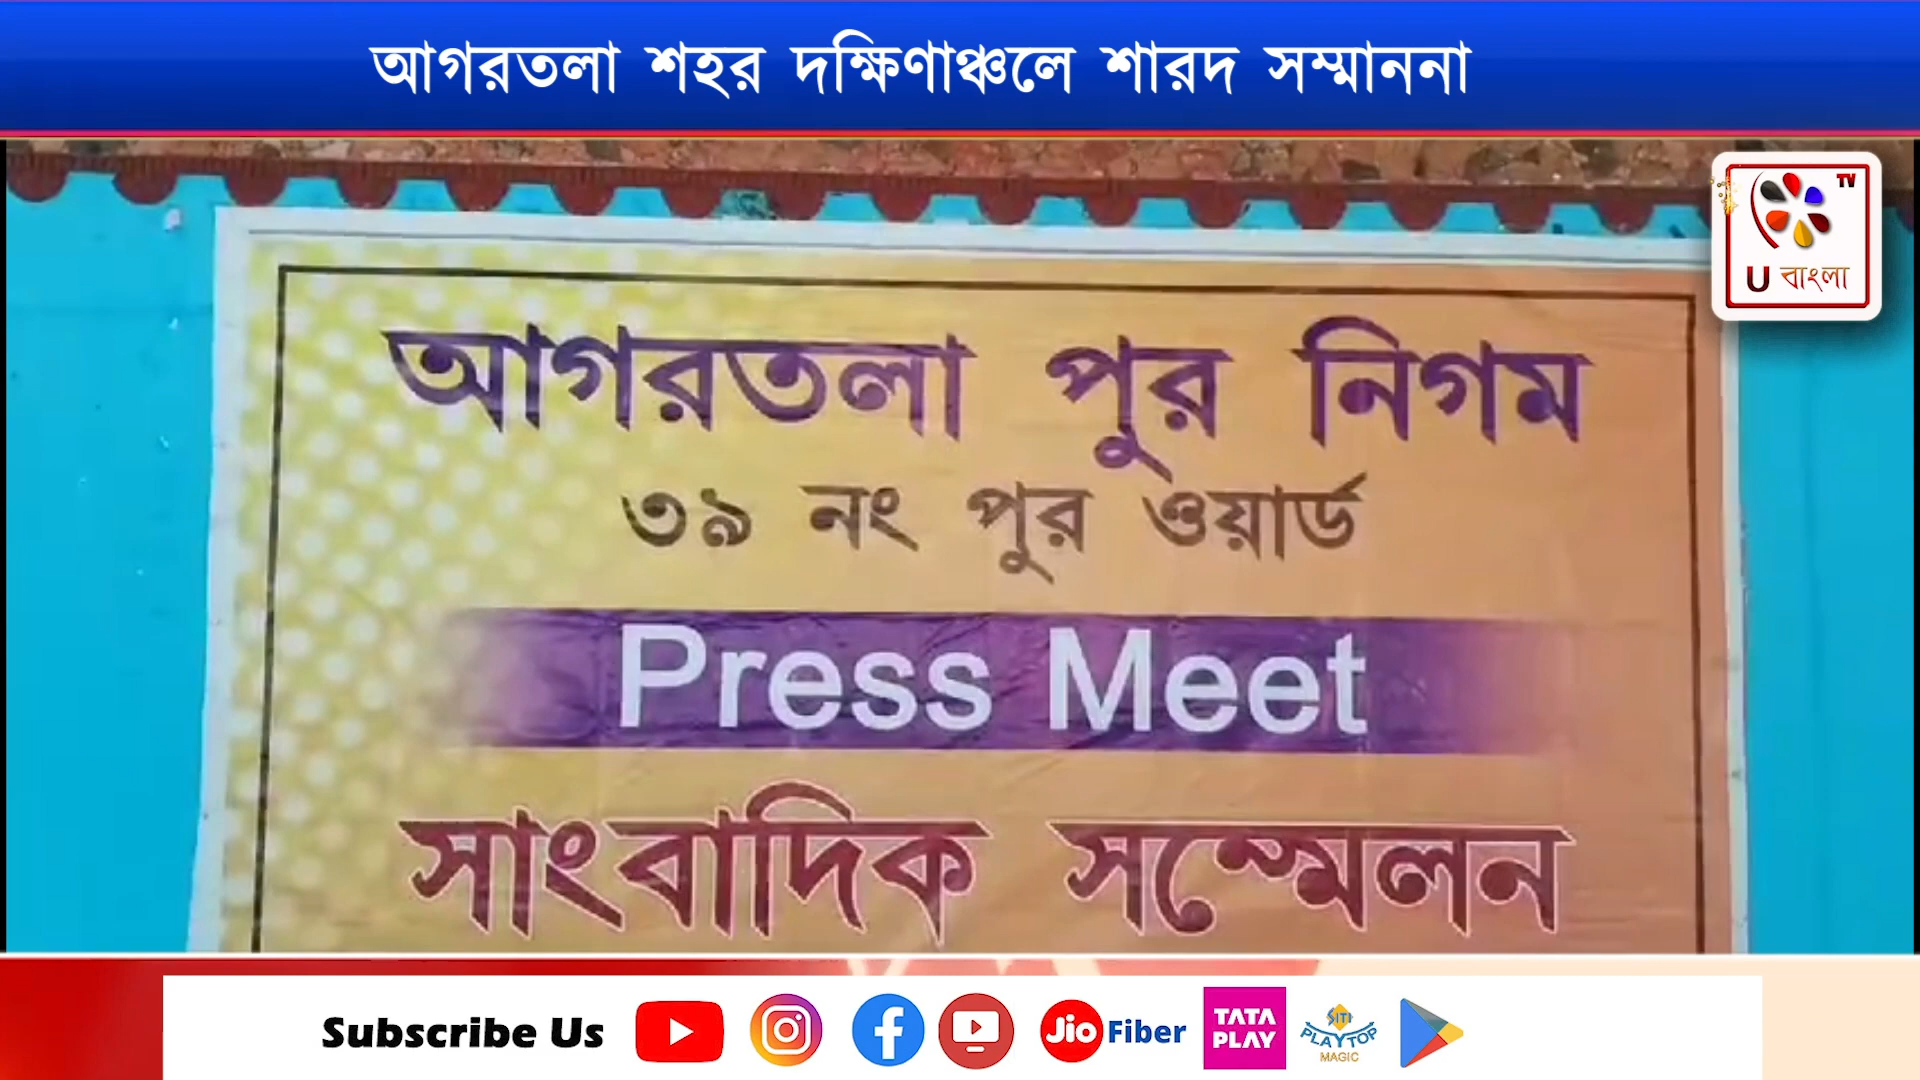 আগরতলা শহর দক্ষিণাঞ্চলে শারদ সম্মাননা
TV
U বাংলা
আগরতলা পুর নিগম
৩৯ নং পুর ওয়ার্ড
Press Meet
সাংবাদিক সম্মেলন
Subscribe Us
Jio Fiber
TATA
PLAY
SITI
PLAYTOP
MAGIC